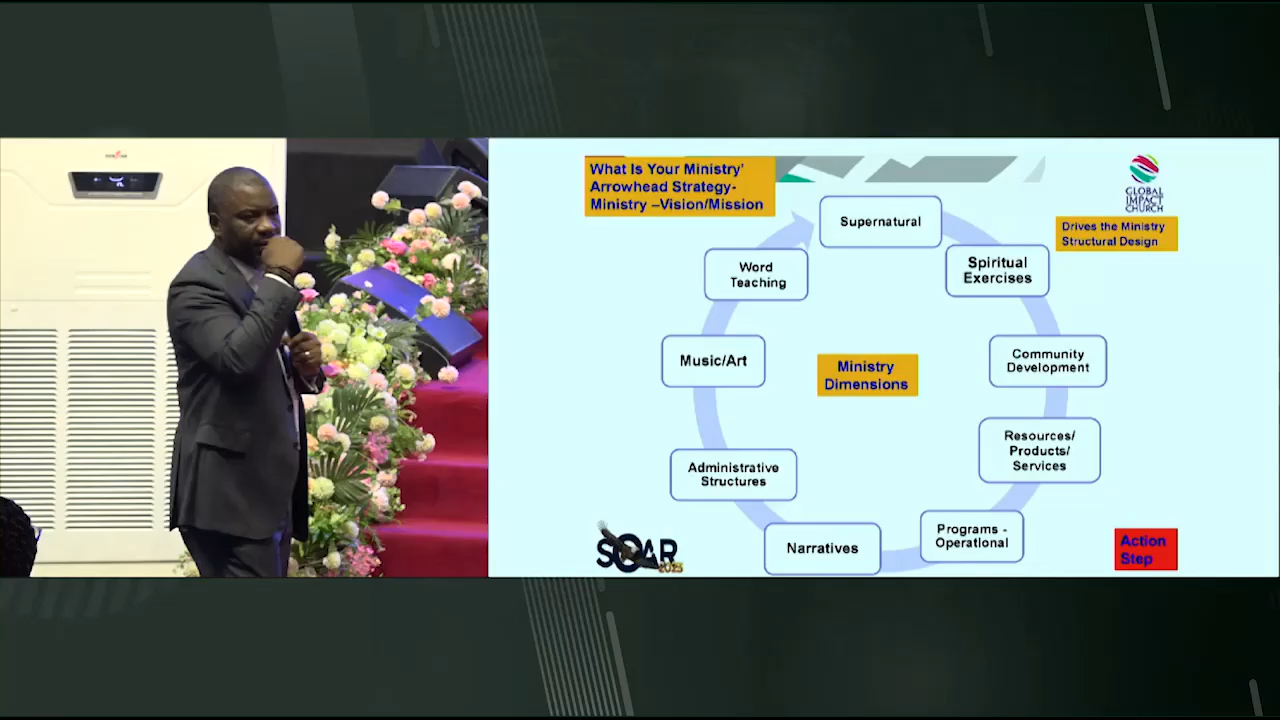 What Is Your Ministry'
Arrowhead Strategy-
Ministry –Vision/Mission
GLOBAL
IMPACT
CHURCH
Drives the Ministry
Structural Design
Supernatural
Spiritual
Exercises
Community
Development
Resources/
Products/
Services
Programs -
Operational
Narratives
Administrative
Structures
Music/Art
Word
Teaching
Ministry
Dimensions
SOAR
2023
Action
Step